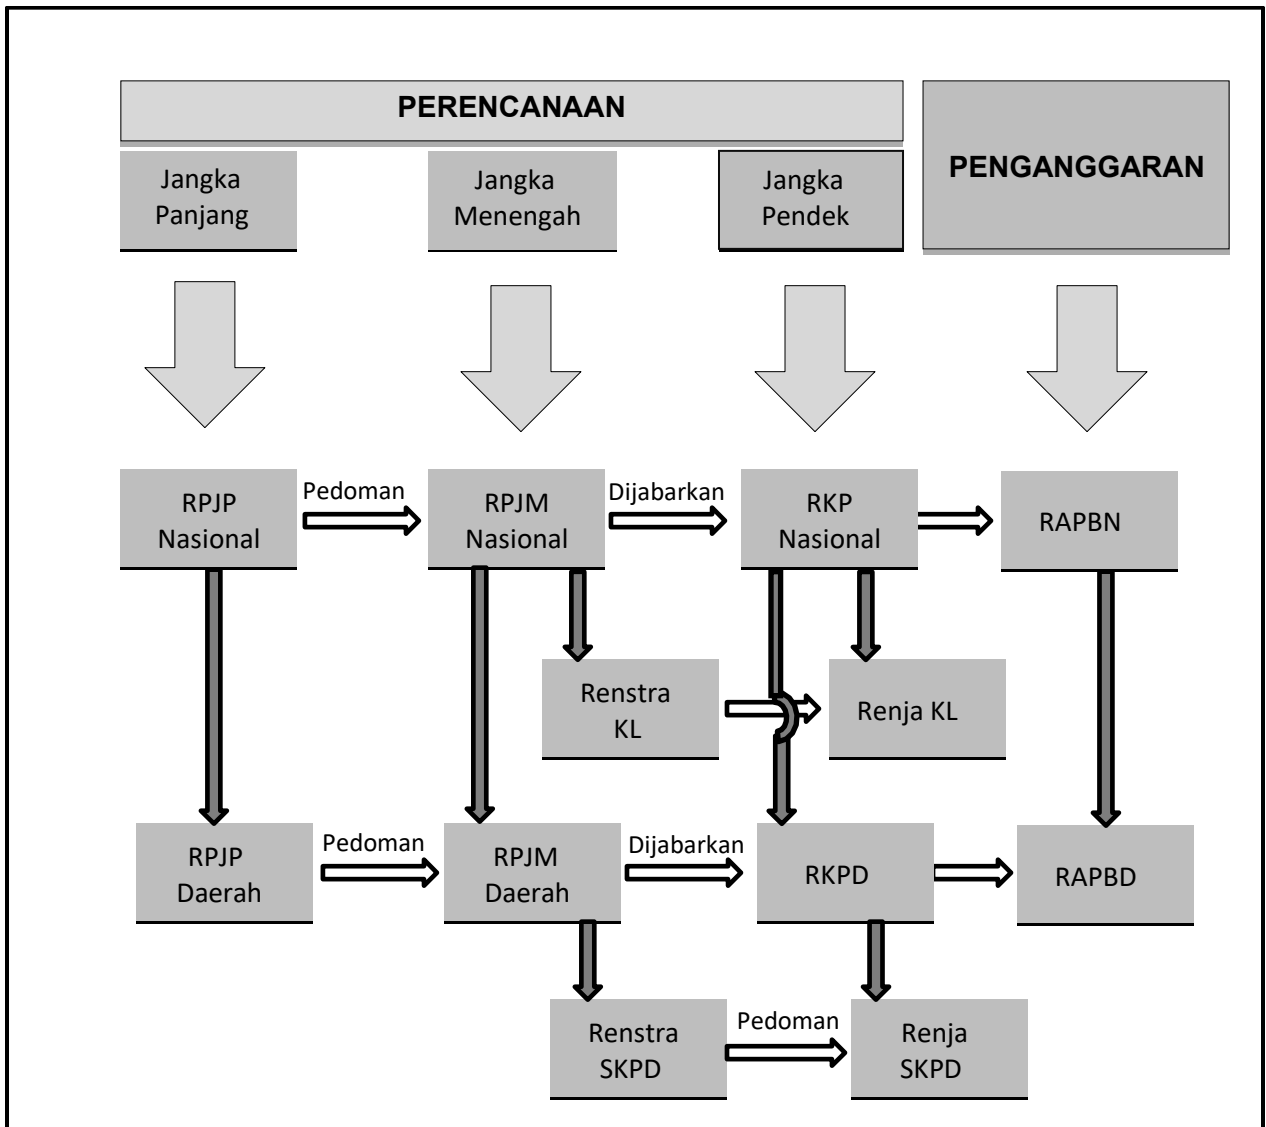 PERENCANAAN
PENGANGGARAN
Jangka
Panjang
Jangka
Menengah
Jangka
Pendek
RPJP
Nasional
Pedoman
RPJM
Nasional
Dijabarkan
RKP
Nasional
RAPBN
Renstra
KL
Renja KL
RPJP
Daerah
Pedoman
RPJM
Daerah
Dijabarkan
RKPD
RAPBD
Renstra
SKPD
Pedoman
Renja
SKPD